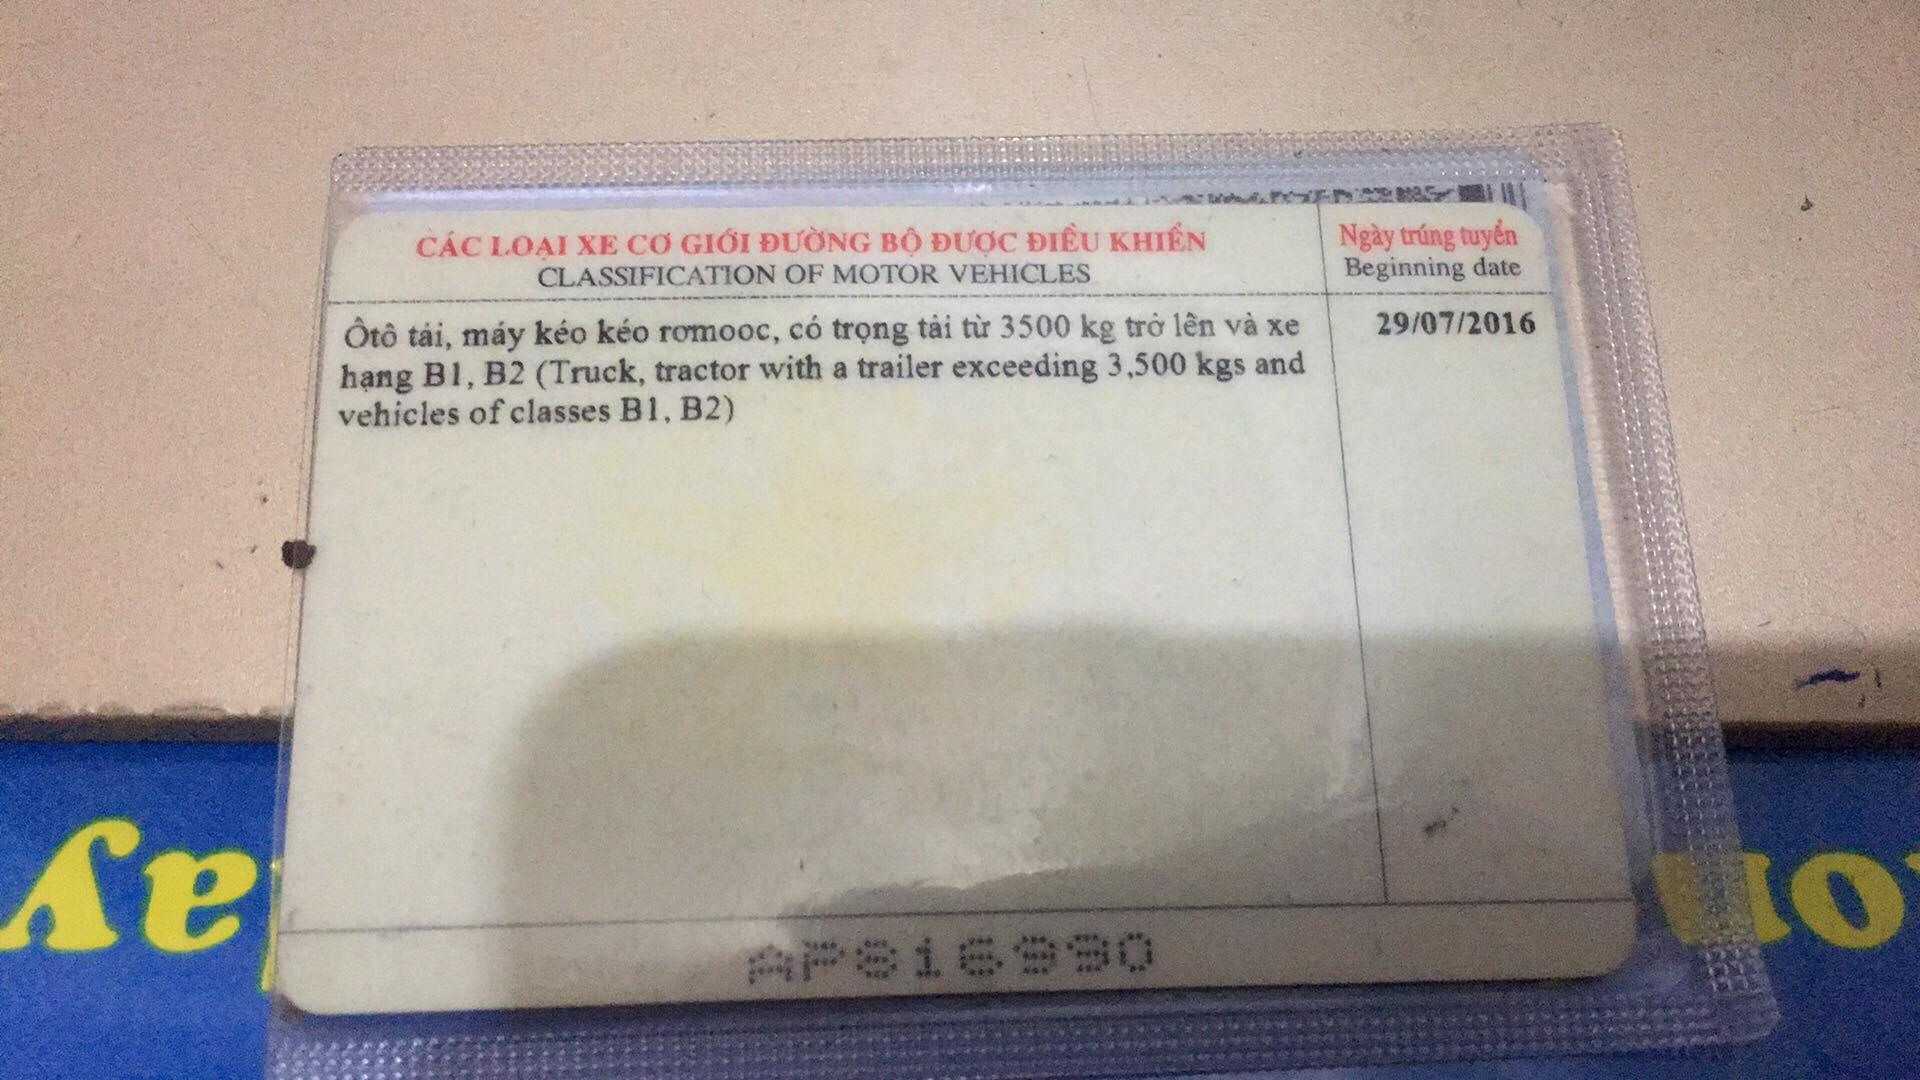 CÁC LOẠI XE CƠ GIỚI ĐƯỜNG BỘ ĐƯỢC ĐIỀU KHIỂN
CLASSIFICATION OF MOTOR VEHICLES
Ngày trúng tuyển
Beginning date
Ôtô tải, máy kéo kéo rơmooc, có trọng tải từ 3500 kg trở lên và xe
hạng B1, B2 (Truck, tractor with a trailer exceeding 3,500 kgs and
vehicles of classes B1, B2)
29/07/2016
AP816990